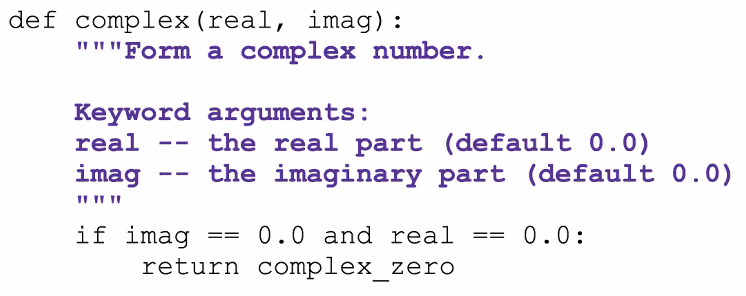 def complex(real, imag):
    """Form a complex number.

    Keyword arguments:
    real -- the real part (default 0.0)
    imag -- the imaginary part (default 0.0)
    """
    if imag == 0.0 and real == 0.0:
        return complex_zero